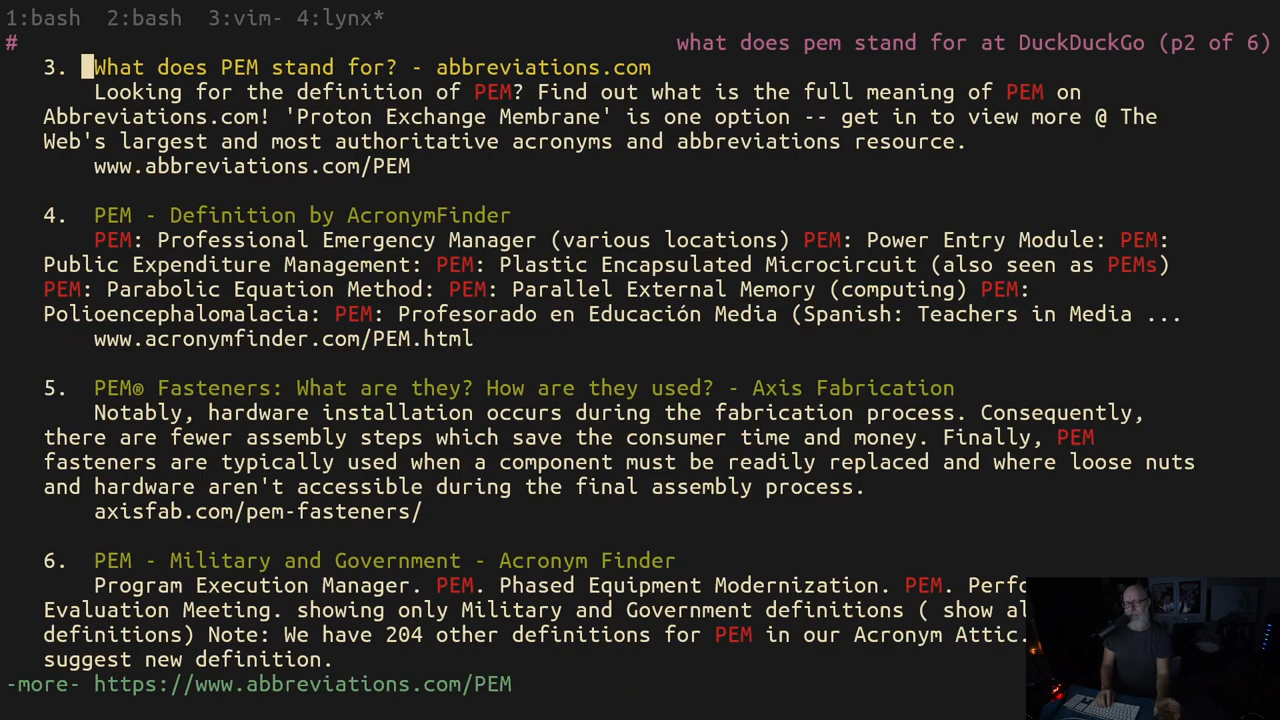 1:bash  2:bash  3:vim- 4:lynx*
# what does pem stand for at DuckDuckGo (p2 of 6)
3. What does PEM stand for? - abbreviations.com
Looking for the definition of PEM? Find out what is the full meaning of PEM on
Abbreviations.com! 'Proton Exchange Membrane' is one option -- get in to view more @ The
Web's largest and most authoritative acronyms and abbreviations resource.
www.abbreviations.com/PEM
4. PEM - Definition by AcronymFinder
PEM: Professional Emergency Manager (various locations) PEM: Power Entry Module: PEM:
Public Expenditure Management: PEM: Plastic Encapsulated Microcircuit (also seen as PEMs)
PEM: Parabolic Equation Method: PEM: Parallel External Memory (computing) PEM:
Polioencephalomalacia: PEM: Profesorado en Educación Media (Spanish: Teachers in Media ...
www.acronymfinder.com/PEM.html
5. PEM® Fasteners: What are they? How are they used? - Axis Fabrication
Notably, hardware installation occurs during the fabrication process. Consequently,
there are fewer assembly steps which save the consumer time and money. Finally, PEM
fasteners are typically used when a component must be readily replaced and where loose nuts
and hardware aren't accessible during the final assembly process.
axisfab.com/pem-fasteners/
6. PEM - Military and Government - Acronym Finder
Program Execution Manager. PEM. Phased Equipment Modernization. PEM.
Evaluation Meeting. showing only Military and Government definitions ( show
definitions) Note: We have 204 other definitions for PEM in our Acronym Attic.
suggest new definition.
-more- https://www.abbreviations.com/PEM